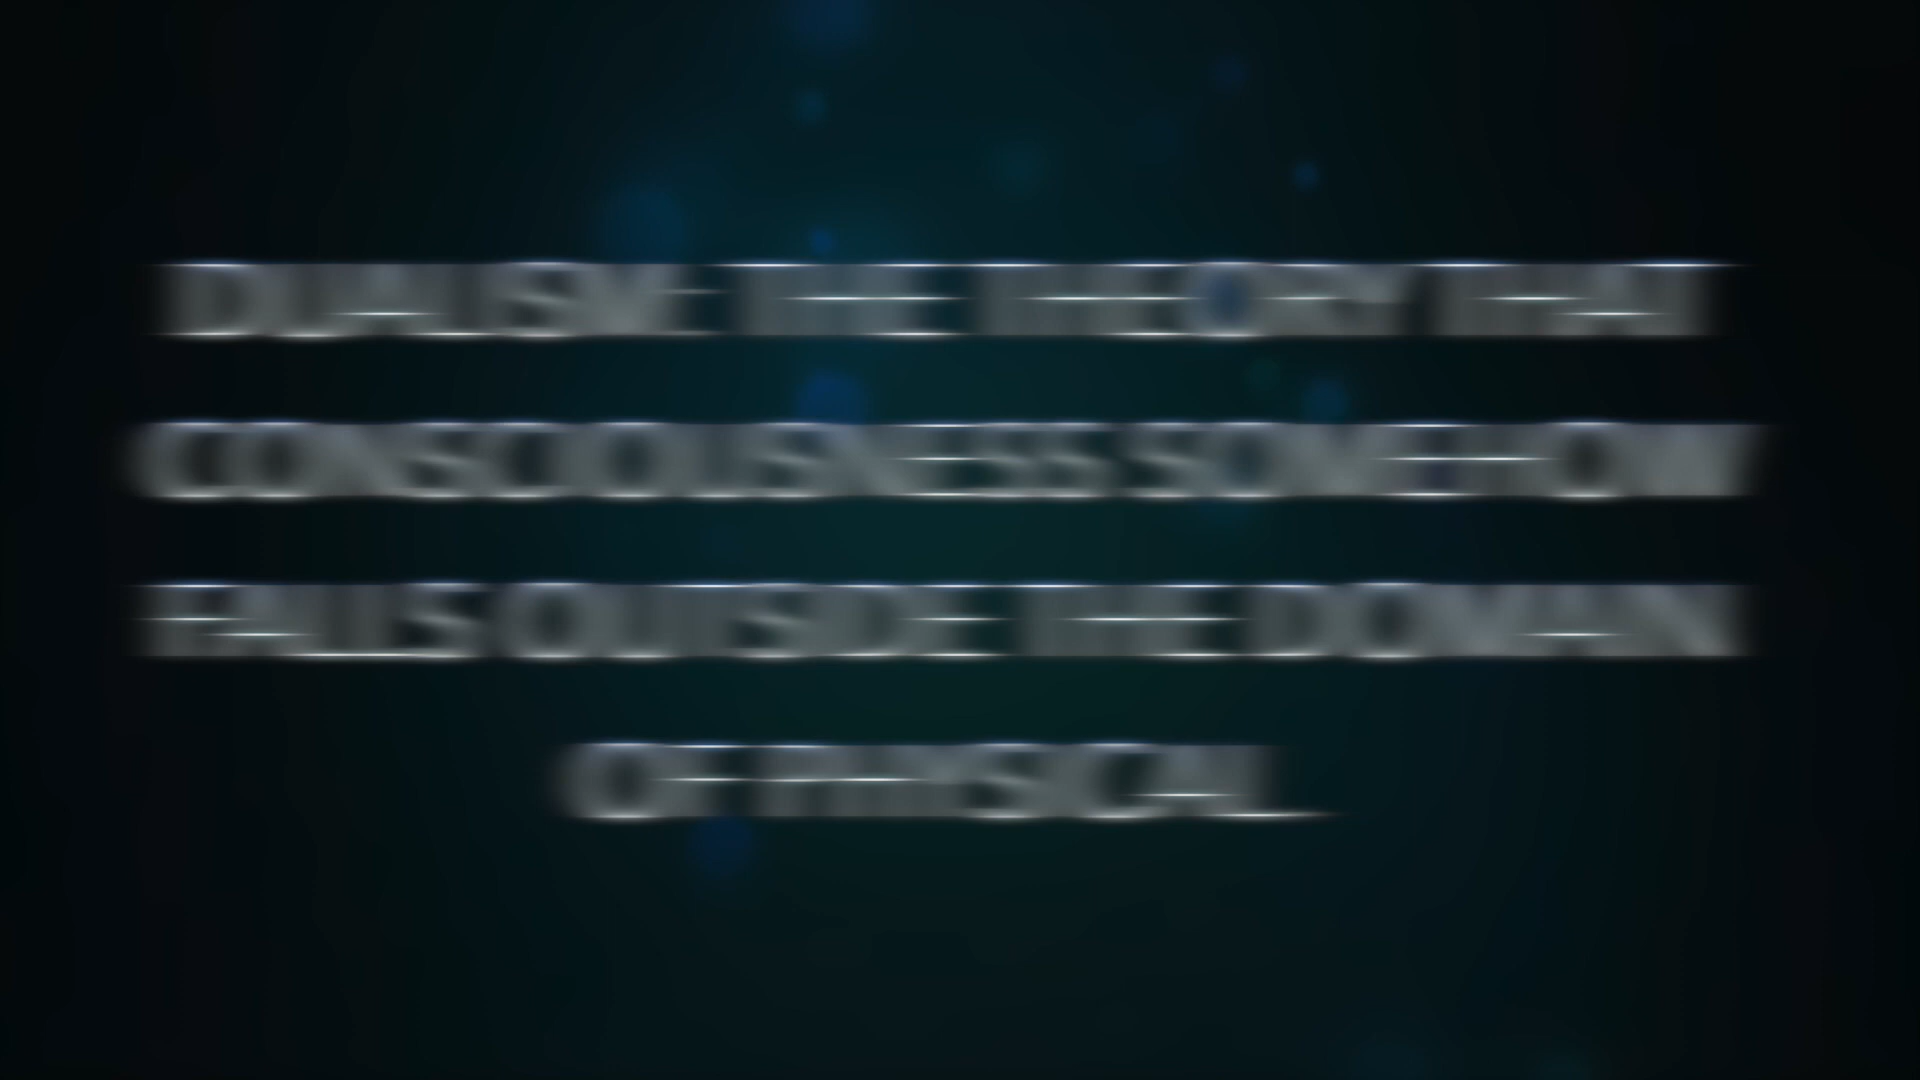 DUALISM - THE THEORY THAT
CONSCIOUSNESS SOMEHOW
FALLS OUTSIDE THE DOMAIN
OF PHYSICAL